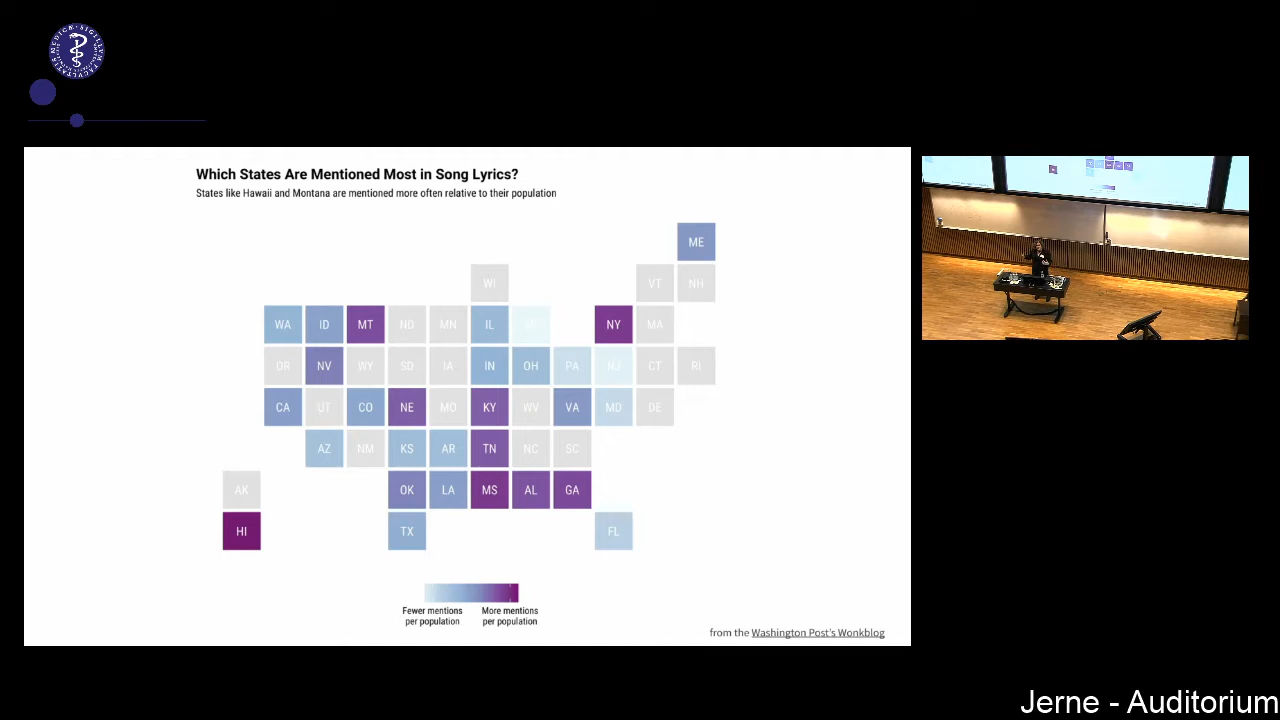 Which States Are Mentioned Most in Song Lyrics?
States like Hawaii and Montana are mentioned more often relative to their population
ME
WI VT NH
WA ID MT ND MN IL NY MA
OR NV WY SD IA IN OH PA NJ CT RI
CA UT CO NE MO KY WV VA MD DE
AZ NM KS AR TN NC SC
AK OK LA MS AL GA
HI TX FL
Fewer mentions More mentions
per population per population
from the Washington Post's Wonkblog
Jerne - Auditorium